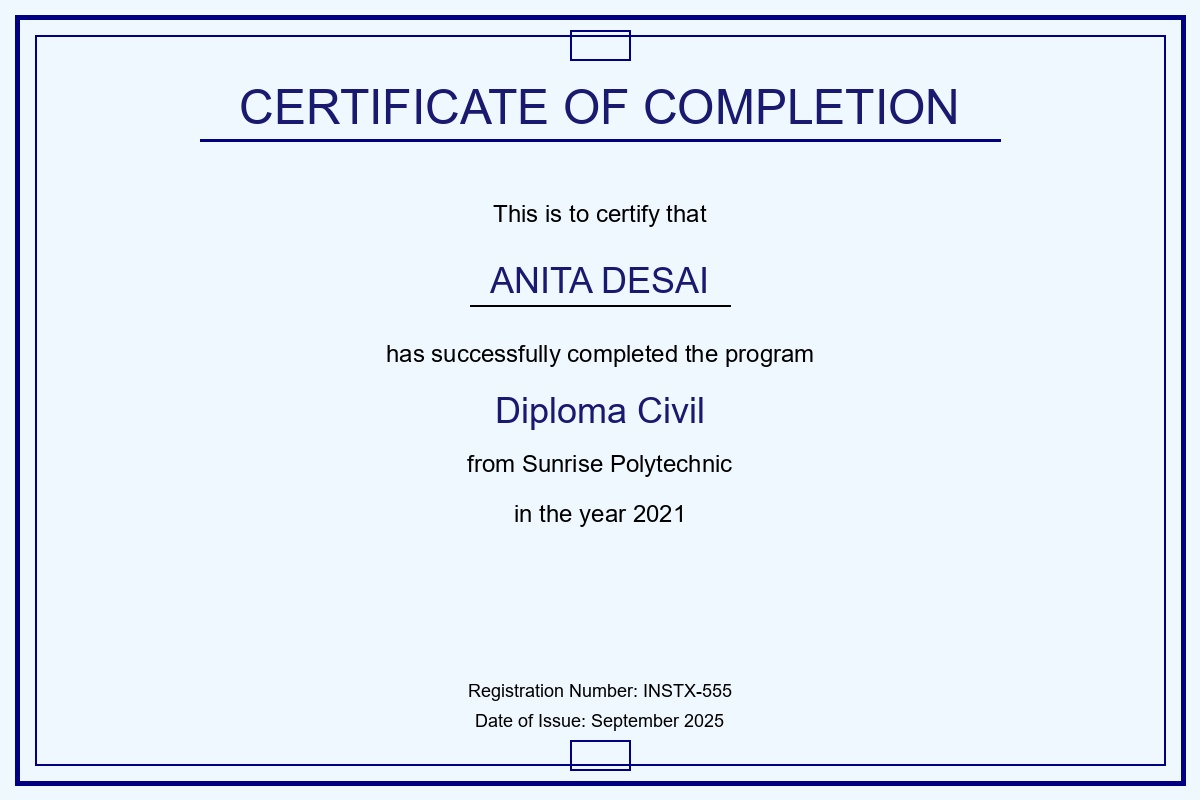 CERTIFICATE OF COMPLETION
This is to certify that
ANITA DESAI
has successfully completed the program
Diploma Civil
from Sunrise Polytechnic
in the year 2021
Registration Number: INSTX-555
Date of Issue: September 2025